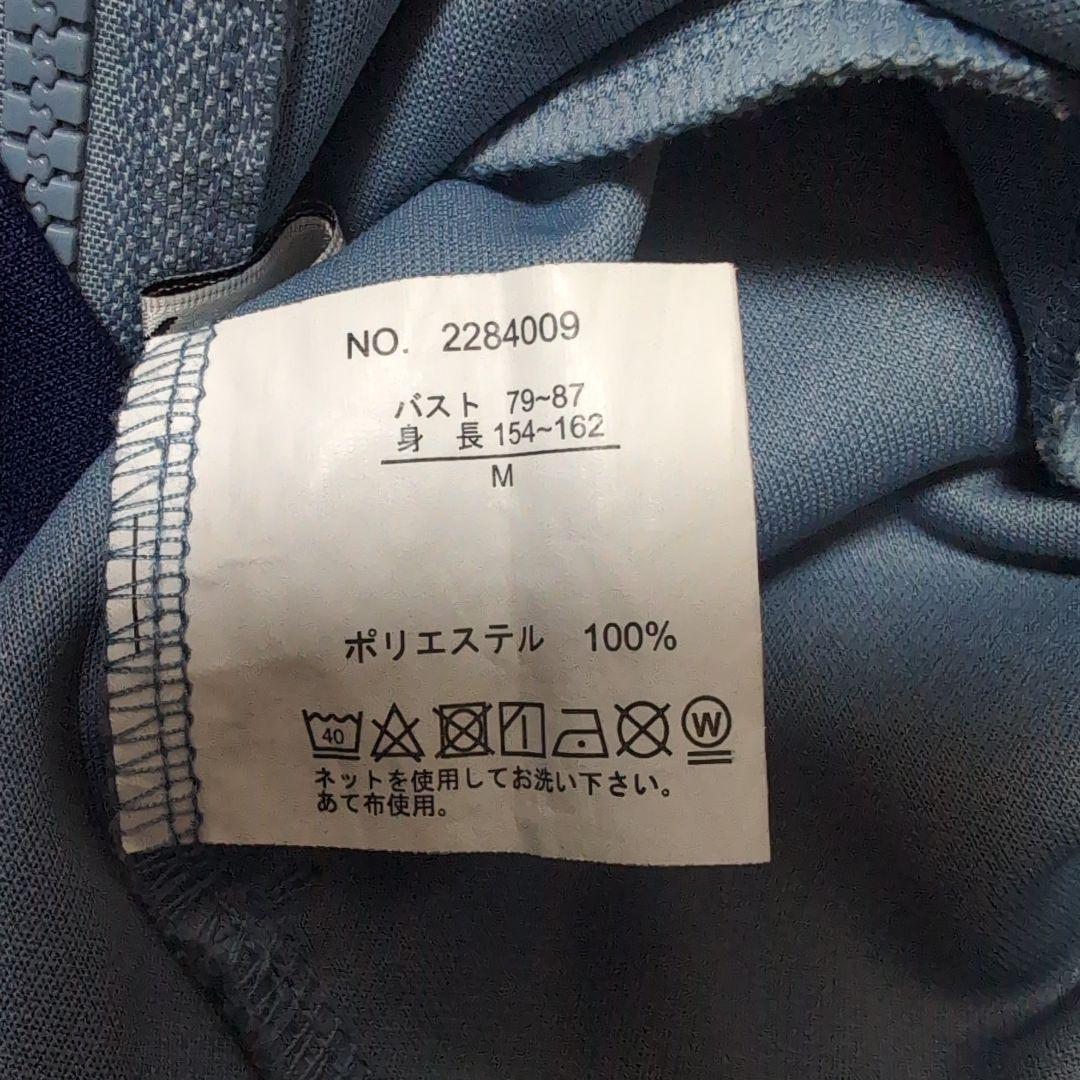 NO. 2284009
バスト 79~87
身 長 154~162
M
ポリエステル 100%
40 W
ネットを使用してお洗い下さい。
あて布使用。